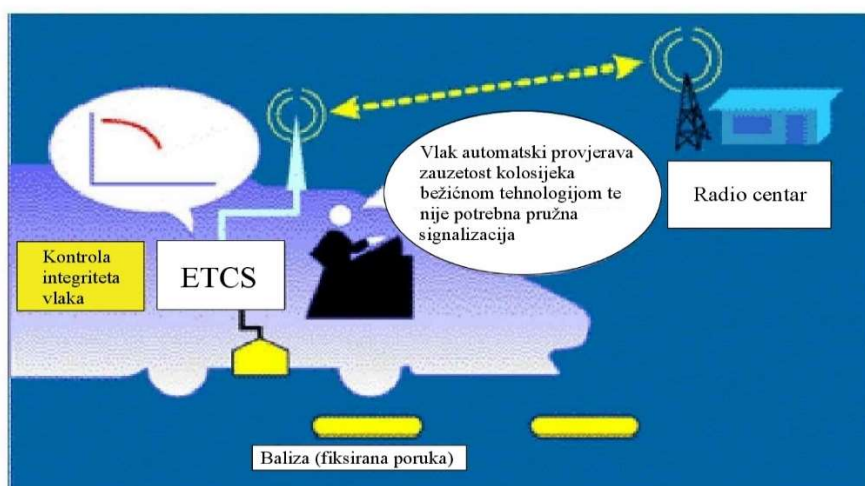 Vlak automatski provjerava
zauzetost kolosijeka
bežićnom tehnologijom te
nije potrebna pružna
signalizacija
Radio centar
Kontrola
integriteta
vlaka
ETCS
Baliza (fiksirana poruka)